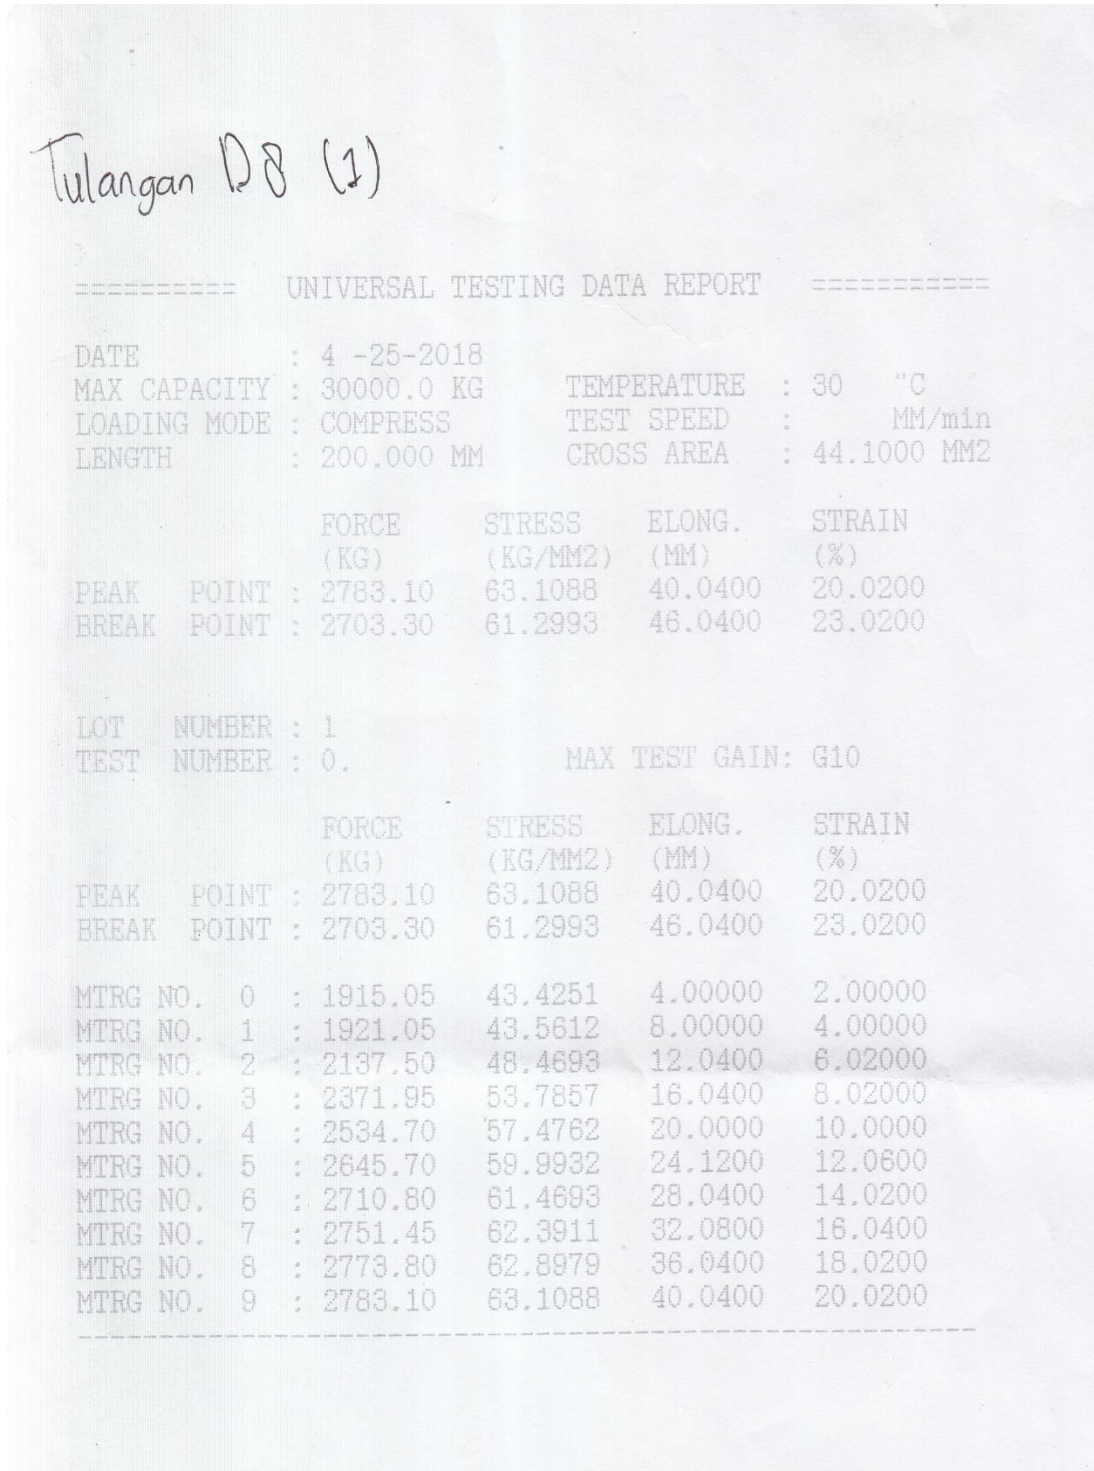 Tulangan D8 (1)
========== UNIVERSAL TESTING DATA REPORT ===========
DATE : 4 -25-2018
MAX CAPACITY : 30000.0 KG TEMPERATURE : 30 "C
LOADING MODE : COMPRESS TEST SPEED : MM/min
LENGTH : 200.000 MM CROSS AREA : 44.1000 MM2
FORCE STRESS ELONG. STRAIN
(KG) (KG/MM2) (MM) (%)
PEAK POINT : 2783.10 63.1088 40.0400 20.0200
BREAK POINT : 2703.30 61.2993 46.0400 23.0200
LOT NUMBER : 1
TEST NUMBER : 0. MAX TEST GAIN: G10
FORCE STRESS ELONG. STRAIN
(KG) (KG/MM2) (MM) (%)
PEAK POINT : 2783.10 63.1088 40.0400 20.0200
BREAK POINT : 2703.30 61.2993 46.0400 23.0200
MTRG NO. 0 : 1915.05 43.4251 4.00000 2.00000
MTRG NO. 1 : 1921.05 43.5612 8.00000 4.00000
MTRG NO. 2 : 2137.50 48.4693 12.0400 6.02000
MTRG NO. 3 : 2371.95 53.7857 16.0400 8.02000
MTRG NO. 4 : 2534.70 57.4762 20.0000 10.0000
MTRG NO. 5 : 2645.70 59.9932 24.1200 12.0600
MTRG NO. 6 : 2710.80 61.4693 28.0400 14.0200
MTRG NO. 7 : 2751.45 62.3911 32.0800 16.0400
MTRG NO. 8 : 2773.80 62.8979 36.0400 18.0200
MTRG NO. 9 : 2783.10 63.1088 40.0400 20.0200